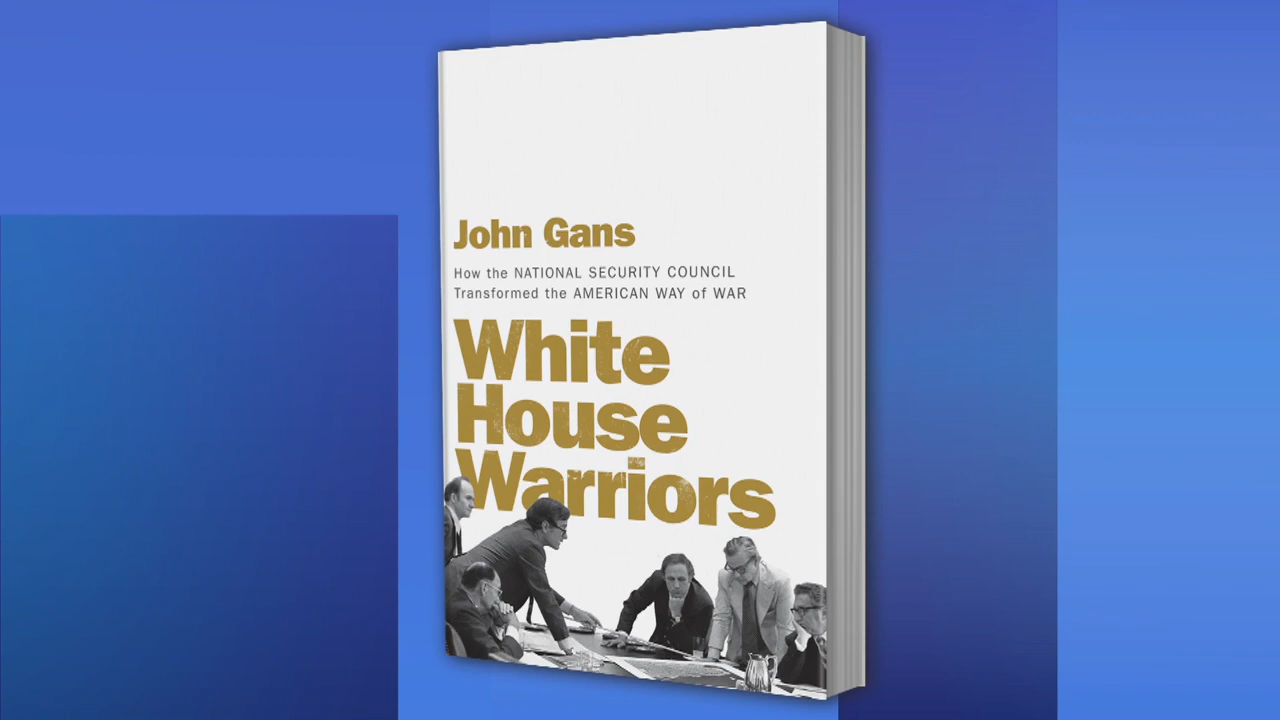 John Gans
How the NATIONAL SECURITY COUNCIL
Transformed the AMERICAN WAY of WAR
White
House
Warriors